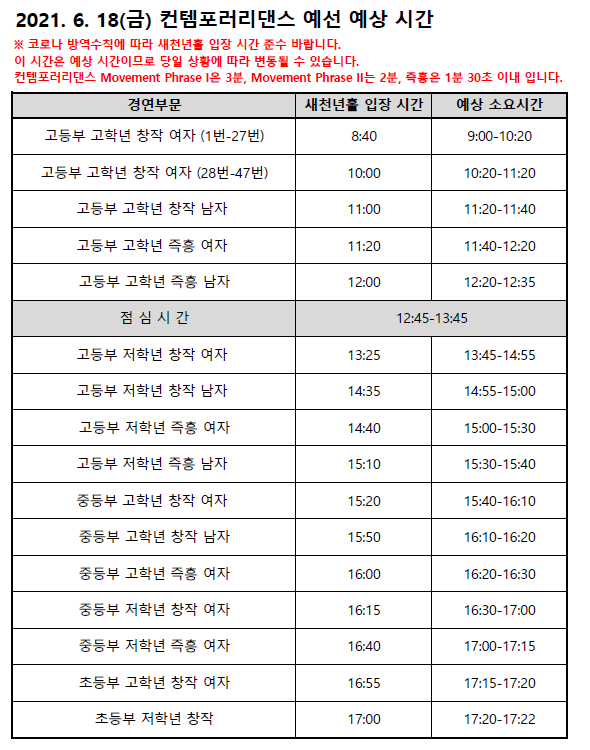 2021. 6. 18(금) 컨템포러리댄스 예선 예상 시간
※ 코로나 방역수칙에 따라 새천년홀 입장 시간 준수 바랍니다.
이 시간은 예상 시간이므로 당일 상황에 따라 변동될 수 있습니다.
컨템포러리댄스 Movement Phrase I은 3분, Movement Phrase II는 2분, 즉흥은 1분 30초 이내 입니다.
경연부문 새천년홀 입장 시간 예상 소요시간
고등부 고학년 창작 여자 (1번-27번) 8:40 9:00-10:20
고등부 고학년 창작 여자 (28번-47번) 10:00 10:20-11:20
고등부 고학년 창작 남자 11:00 11:20-11:40
고등부 고학년 즉흥 여자 11:20 11:40-12:20
고등부 고학년 즉흥 남자 12:00 12:20-12:35
점 심 시 간 12:45-13:45
고등부 저학년 창작 여자 13:25 13:45-14:55
고등부 저학년 창작 남자 14:35 14:55-15:00
고등부 저학년 즉흥 여자 14:40 15:00-15:30
고등부 저학년 즉흥 남자 15:10 15:30-15:40
중등부 고학년 창작 여자 15:20 15:40-16:10
중등부 고학년 창작 남자 15:50 16:10-16:20
중등부 고학년 즉흥 여자 16:00 16:20-16:30
중등부 저학년 창작 여자 16:15 16:30-17:00
중등부 저학년 즉흥 여자 16:40 17:00-17:15
초등부 고학년 창작 여자 16:55 17:15-17:20
초등부 저학년 창작 17:00 17:20-17:22